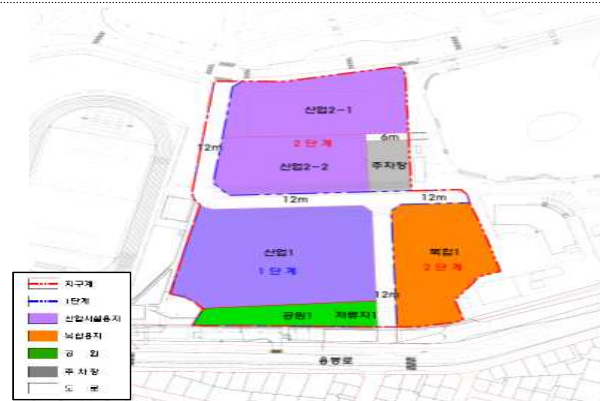 산업2-1
6m
2단계
12m
산업2-2
주차장
12m
12m
산업1
1단계
복합1
2단계
12m
공원1
저류지1
용봉로
지구계
1단계
산업시설용지
복합용지
공 원
주차장
도 로